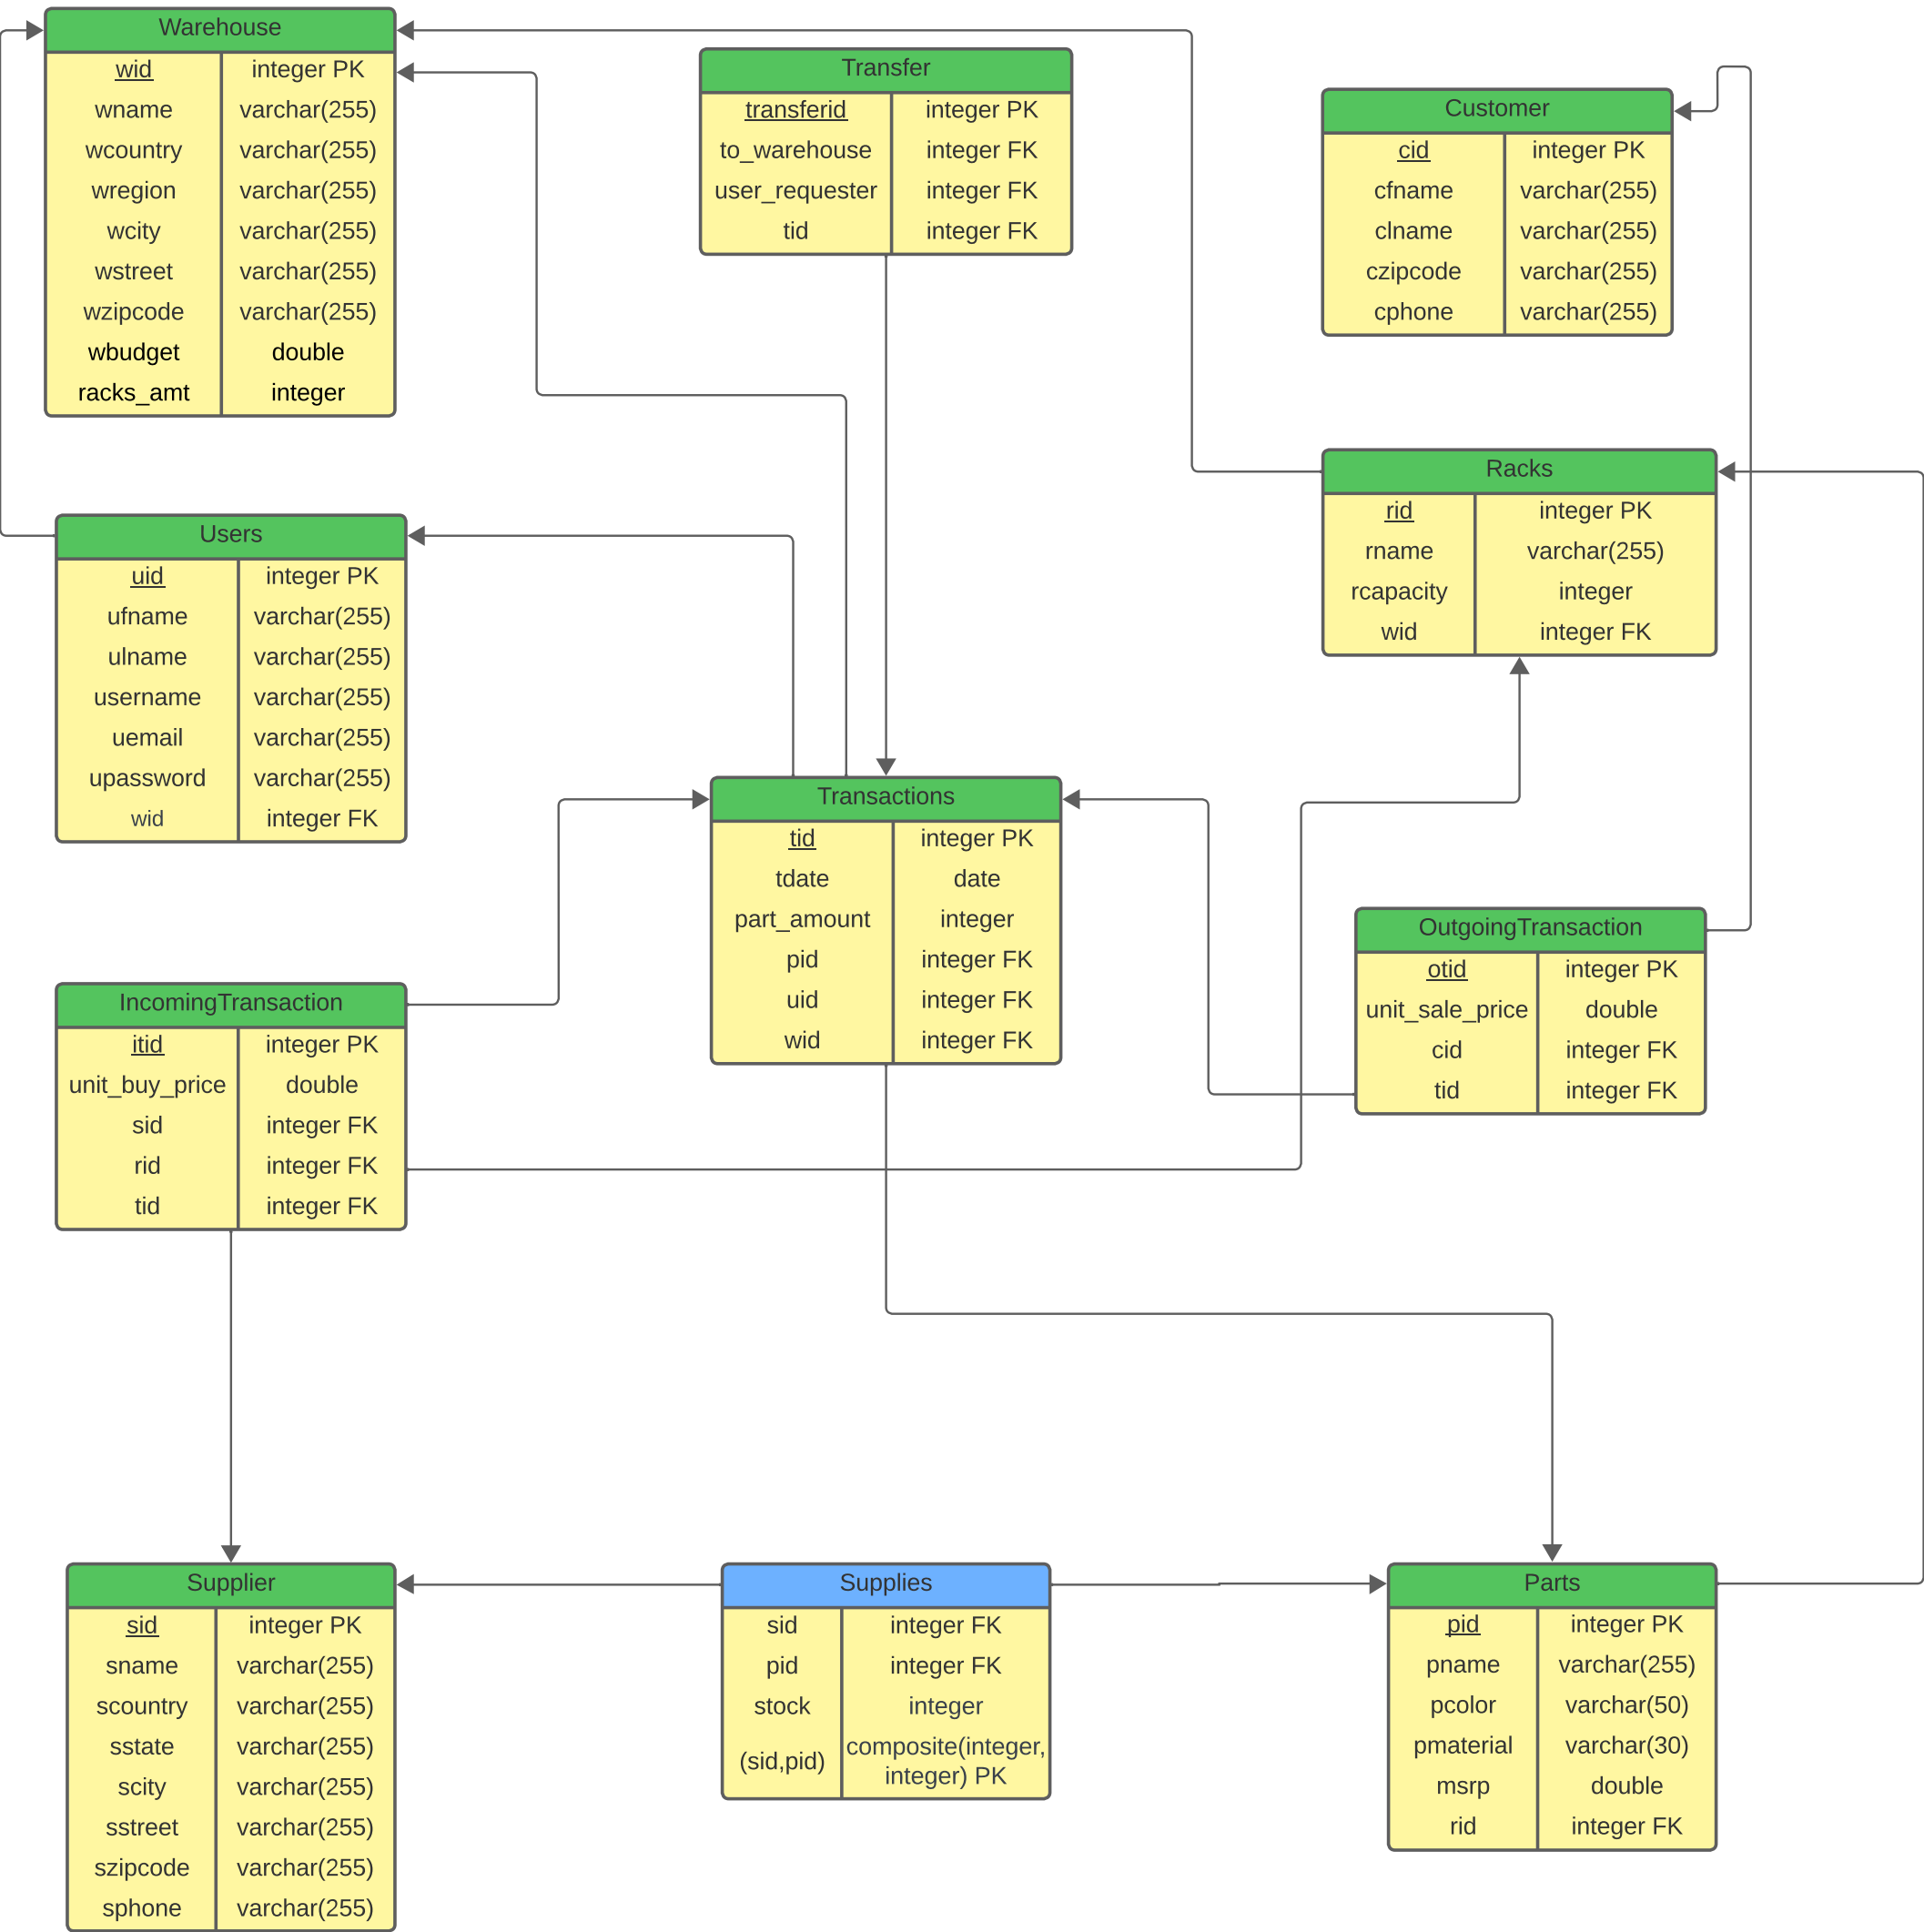 Warehouse
wid integer PK
wname varchar(255)
wcountry varchar(255)
wregion varchar(255)
wcity varchar(255)
wstreet varchar(255)
wzipcode varchar(255)
wbudget double
racks_amt integer
Transfer
transferid integer PK
to_warehouse integer FK
user_requester integer FK
tid integer FK
Customer
cid integer PK
cfname varchar(255)
clname varchar(255)
czipcode varchar(255)
cphone varchar(255)
Racks
rid integer PK
rname varchar(255)
rcapacity integer
wid integer FK
Users
uid integer PK
ufname varchar(255)
ulname varchar(255)
username varchar(255)
uemail varchar(255)
upassword varchar(255)
wid integer FK
Transactions
tid integer PK
tdate date
part_amount integer
pid integer FK
uid integer FK
wid integer FK
OutgoingTransaction
otid integer PK
unit_sale_price double
cid integer FK
tid integer FK
IncomingTransaction
itid integer PK
unit_buy_price double
sid integer FK
rid integer FK
tid integer FK
Supplier
sid integer PK
sname varchar(255)
scountry varchar(255)
sstate varchar(255)
scity varchar(255)
sstreet varchar(255)
szipcode varchar(255)
sphone varchar(255)
Supplies
sid integer FK
pid integer FK
stock integer
(sid,pid) composite(integer,
integer) PK
Parts
pid integer PK
pname varchar(255)
pcolor varchar(50)
pmaterial varchar(30)
msrp double
rid integer FK